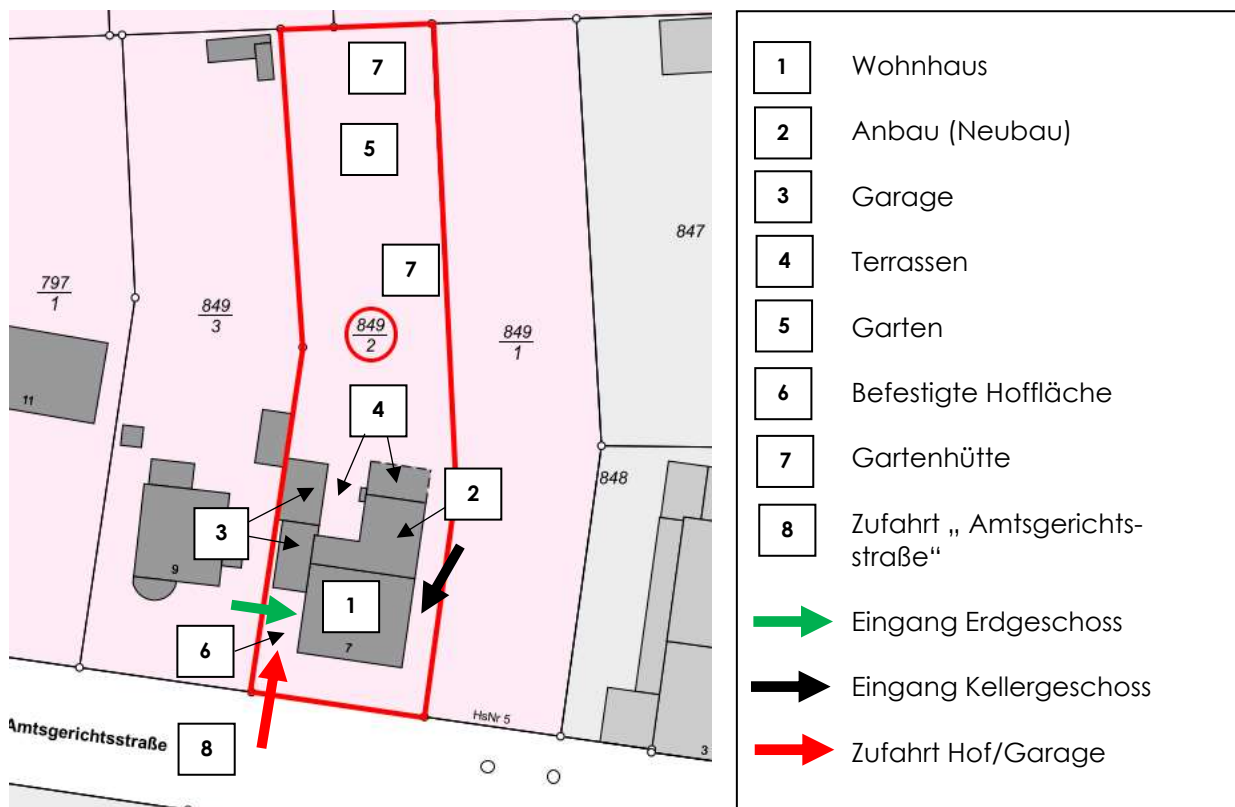 7
5
847
7
797
1
849
3
849
2
849
1
11
4
848
2
3
9
1
7
6
HsNr 5
Amtsgerichtsstraße
8
3
1 Wohnhaus
2 Anbau (Neubau)
3 Garage
4 Terrassen
5 Garten
6 Befestigte Hoffläche
7 Gartenhütte
8 Zufahrt „ Amtsgerichts-
straße“
Eingang Erdgeschoss
Eingang Kellergeschoss
Zufahrt Hof/Garage